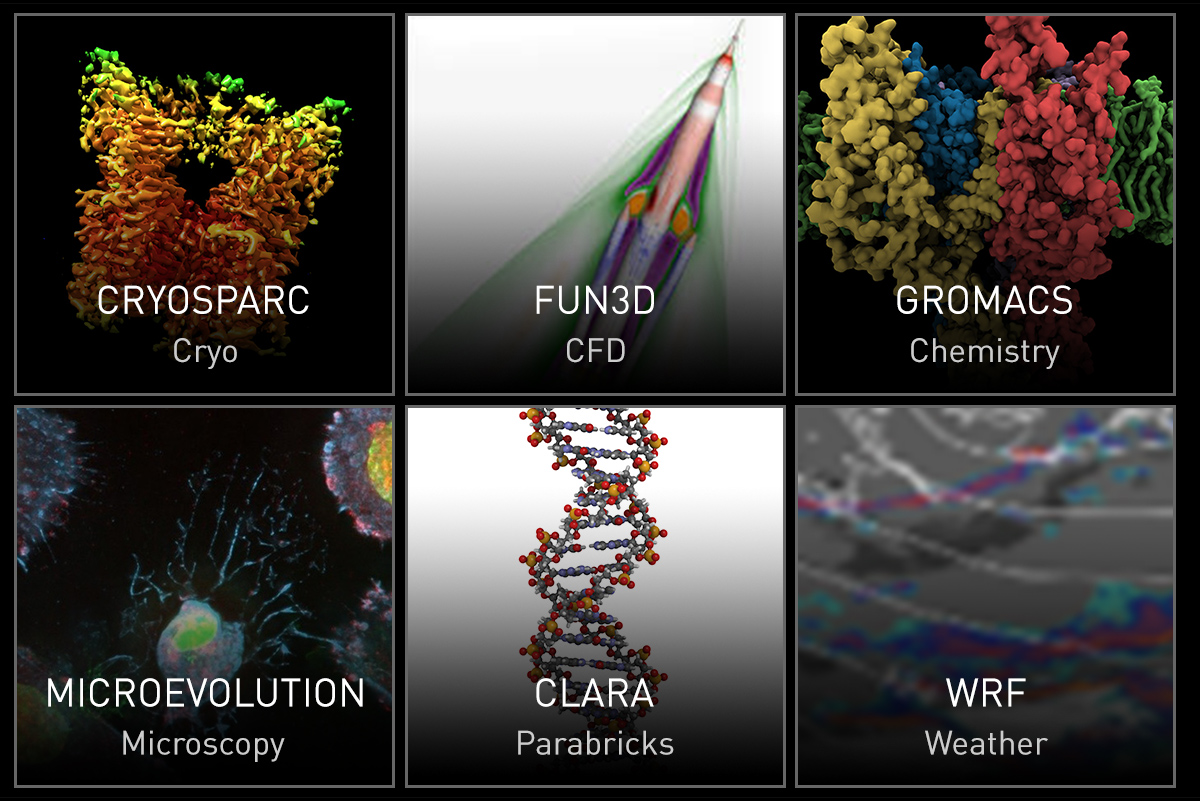 CRYOSPARC
Cryo
FUN3D
CFD
GROMACS
Chemistry
MICROEVOLUTION
Microscopy
CLARA
Parabricks
WRF
Weather